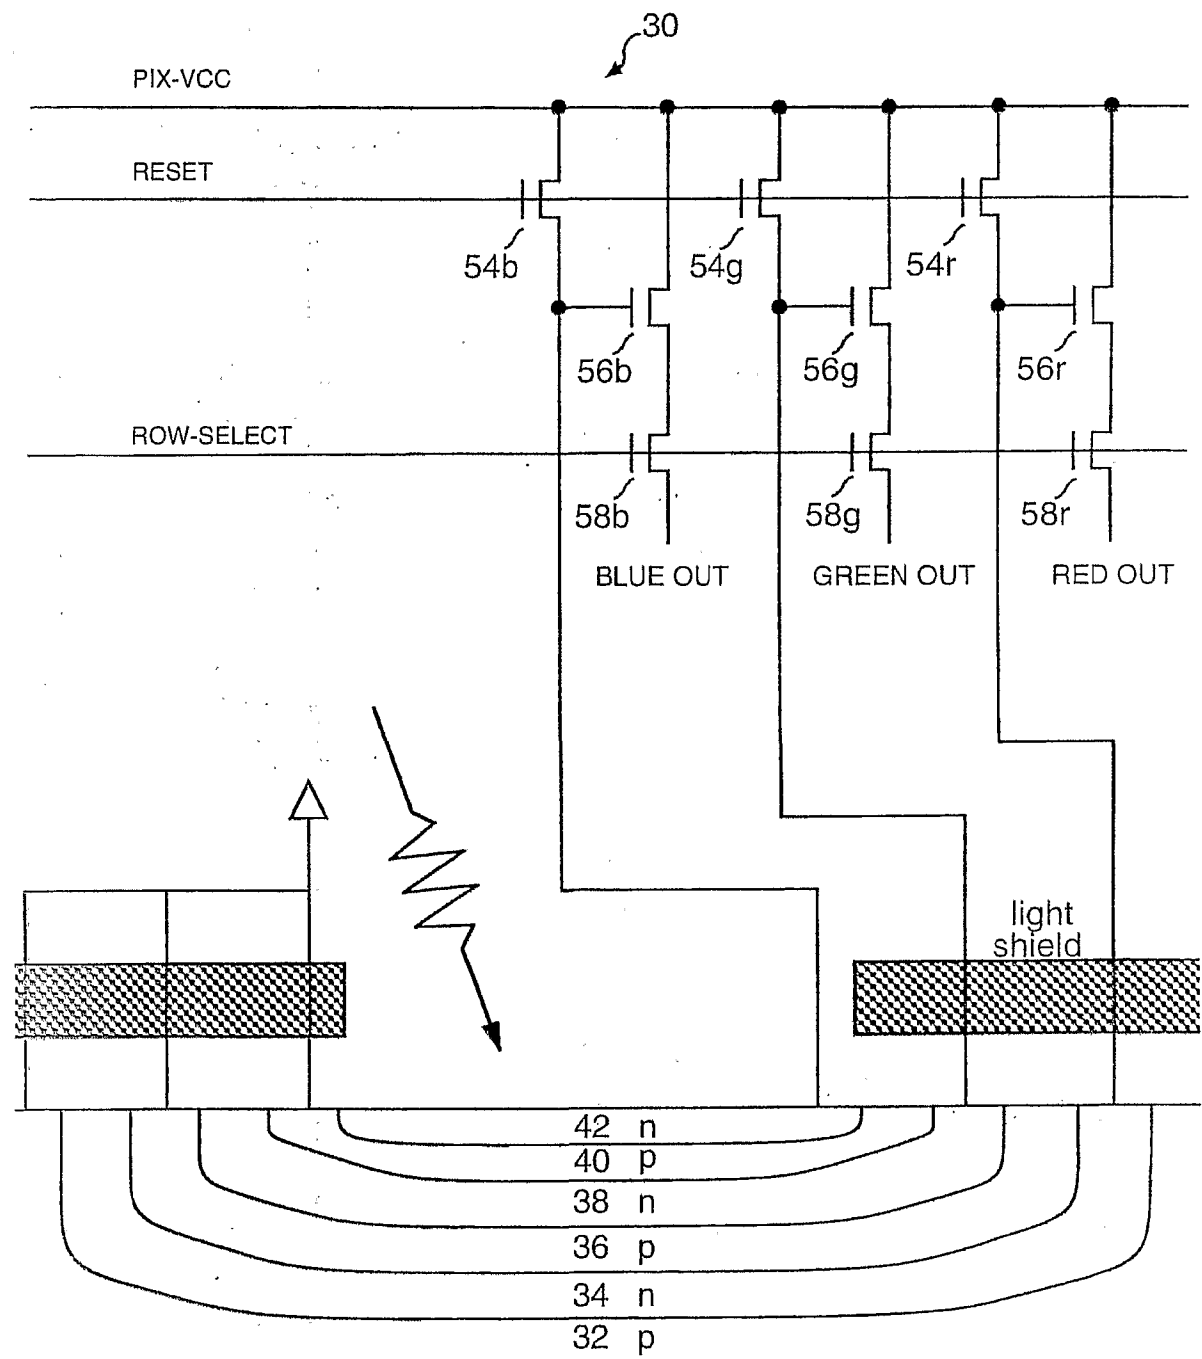 30
PIX-VCC
RESET
54b
54g
54r
56b
56g
56r
ROW-SELECT
58b
58g
58r
BLUE OUT
GREEN OUT
RED OUT
light
shield
42 n
40 p
38 n
36 p
34 n
32 p